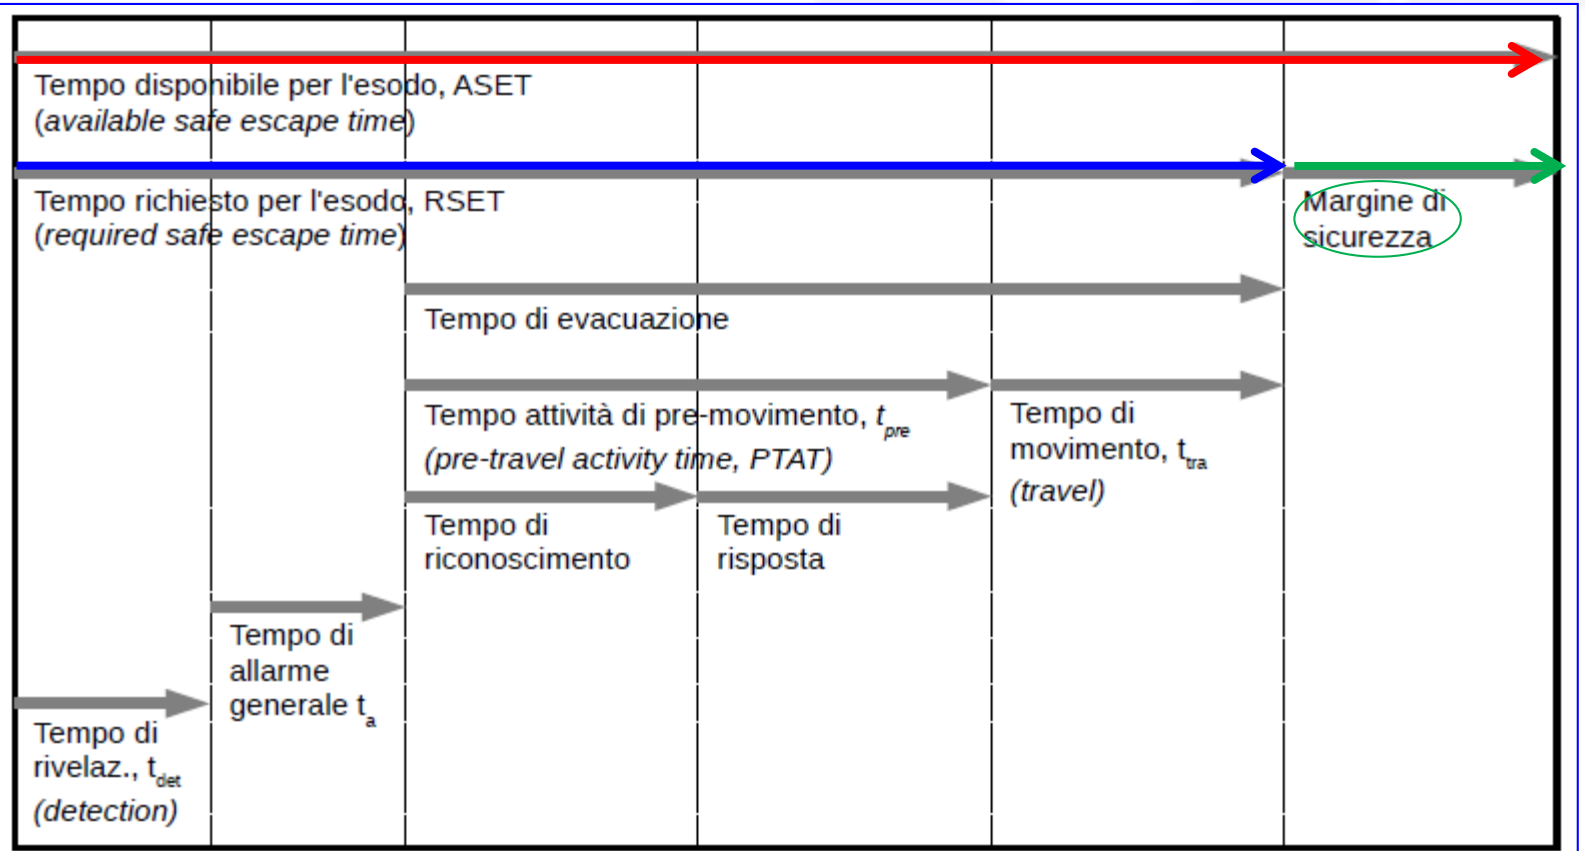 Tempo disponibile per l'esodo, ASET
(available safe escape time)
Tempo richiesto per l'esodo, RSET
(required safe escape time)
Margine di
sicurezza
Tempo di evacuazione
Tempo attività di pre-movimento, tpre
(pre-travel activity time, PTAT)
Tempo di
movimento, ttra
(travel)
Tempo di
riconoscimento
Tempo di
risposta
Tempo di
allarme
generale ta
Tempo di
rivelaz., tdet
(detection)